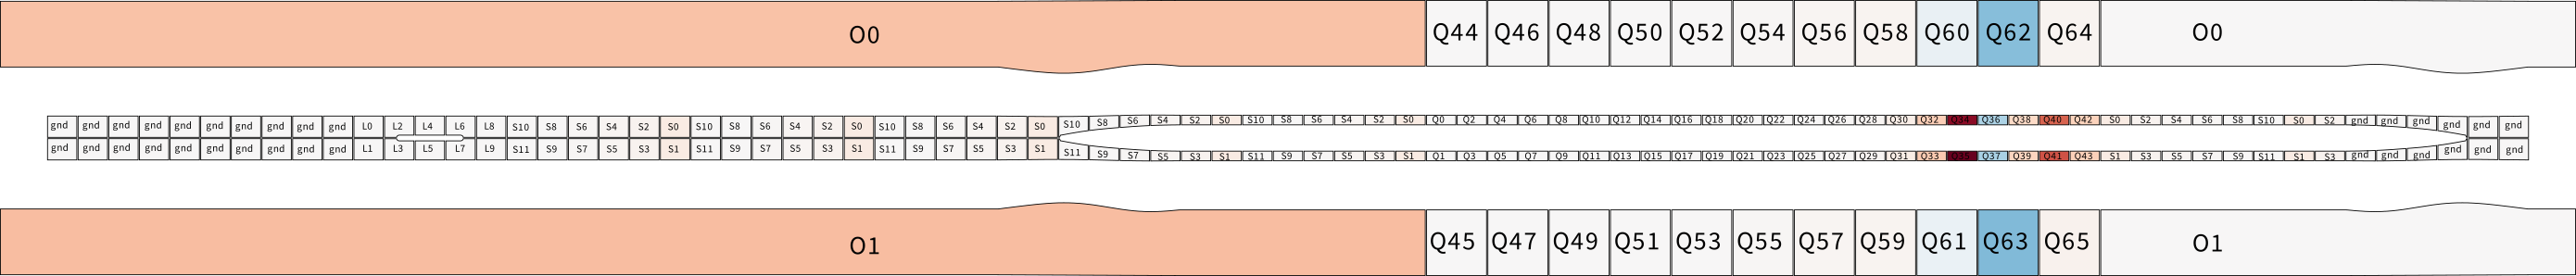 O0 Q44 Q46 Q48 Q50 Q52 Q54 Q56 Q58 Q60 Q62 Q64 O0
gnd gnd gnd gnd gnd gnd gnd gnd gnd gnd L0 L2 L4 L6 L8 S10 S8 S6 S4 S2 S0 S10 S8 S6 S4 S2 S0 S10 S8 S6 S4 S2 S0 S10 S8 S6 S4 S2 S0 S10 S8 S6 S4 S2 S0 Q0 Q2 Q4 Q6 Q8 Q10 Q12 Q14 Q16 Q18 Q20 Q22 Q24 Q26 Q28 Q30 Q32 Q34 Q36 Q38 Q40 Q42 S0 S2 S4 S6 S8 S10 S0 S2 gnd gnd gnd gnd gnd gnd
gnd gnd gnd gnd gnd gnd gnd gnd gnd gnd L1 L3 L5 L7 L9 S11 S9 S7 S5 S3 S1 S11 S9 S7 S5 S3 S1 S11 S9 S7 S5 S3 S1 S11 S9 S7 S5 S3 S1 S11 S9 S7 S5 S3 S1 Q1 Q3 Q5 Q7 Q9 Q11 Q13 Q15 Q17 Q19 Q21 Q23 Q25 Q27 Q29 Q31 Q33 Q35 Q37 Q39 Q41 Q43 S1 S3 S5 S7 S9 S11 S1 S3 gnd gnd gnd gnd gnd gnd
O1 Q45 Q47 Q49 Q51 Q53 Q55 Q57 Q59 Q61 Q63 Q65 O1